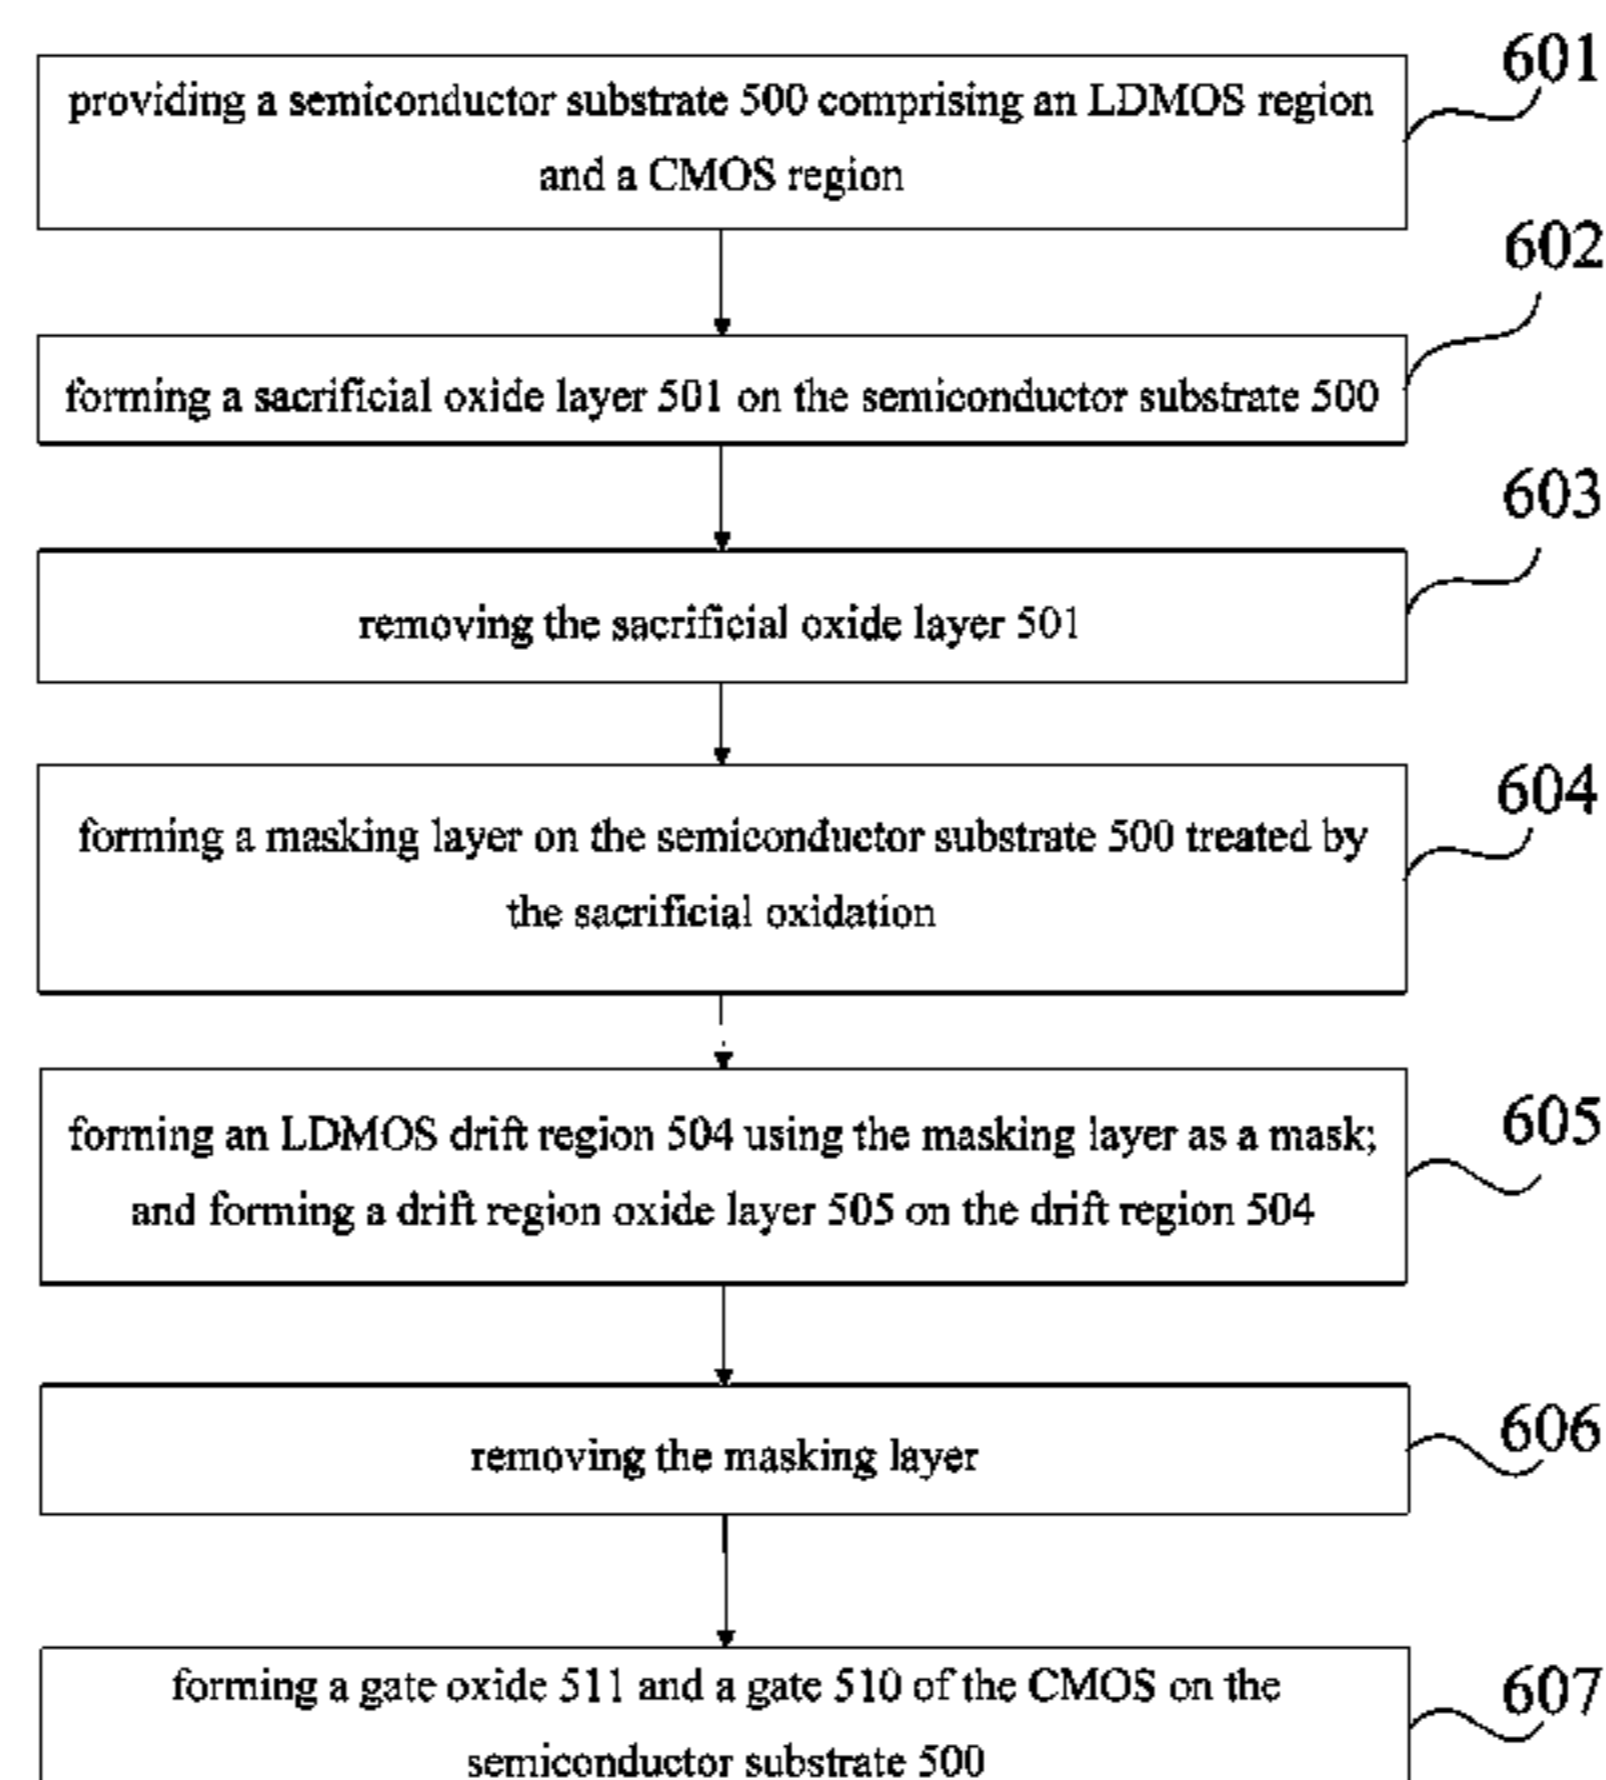 601
providing a semiconductor substrate 500 comprising an LDMOS region
and a CMOS region
602
forming a sacrificial oxide layer 501 on the semiconductor substrate 500
603
removing the sacrificial oxide layer 501
604
forming a masking layer on the semiconductor substrate 500 treated by
the sacrificial oxidation
605
forming an LDMOS drift region 504 using the masking layer as a mask;
and forming a drift region oxide layer 505 on the drift region 504
606
removing the masking layer
607
forming a gate oxide 511 and a gate 510 of the CMOS on the
semiconductor substrate 500